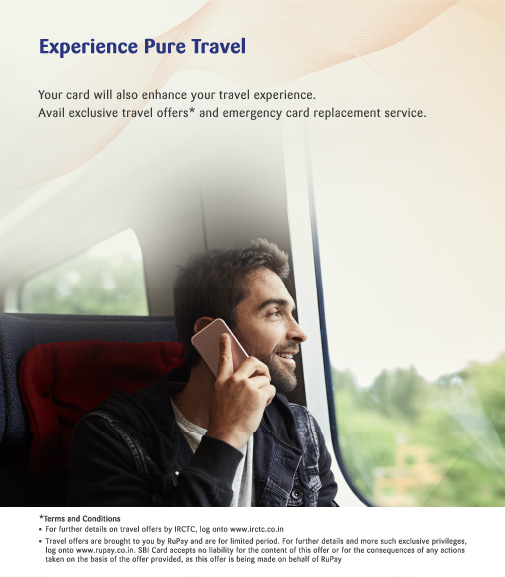 Experience Pure Travel
Your card will also enhance your travel experience.
Avail exclusive travel offers* and emergency card replacement service.
*Terms and Conditions
• For further details on travel offers by IRCTC, log onto www.irctc.co.in
• Travel offers are brought to you by RuPay and are for limited period. For further details and more such exclusive privileges,
log onto www.rupay.co.in. SBI Card accepts no liability for the content of this offer or for the consequences of any actions
taken on the basis of the offer provided, as this offer is being made on behalf of RuPay